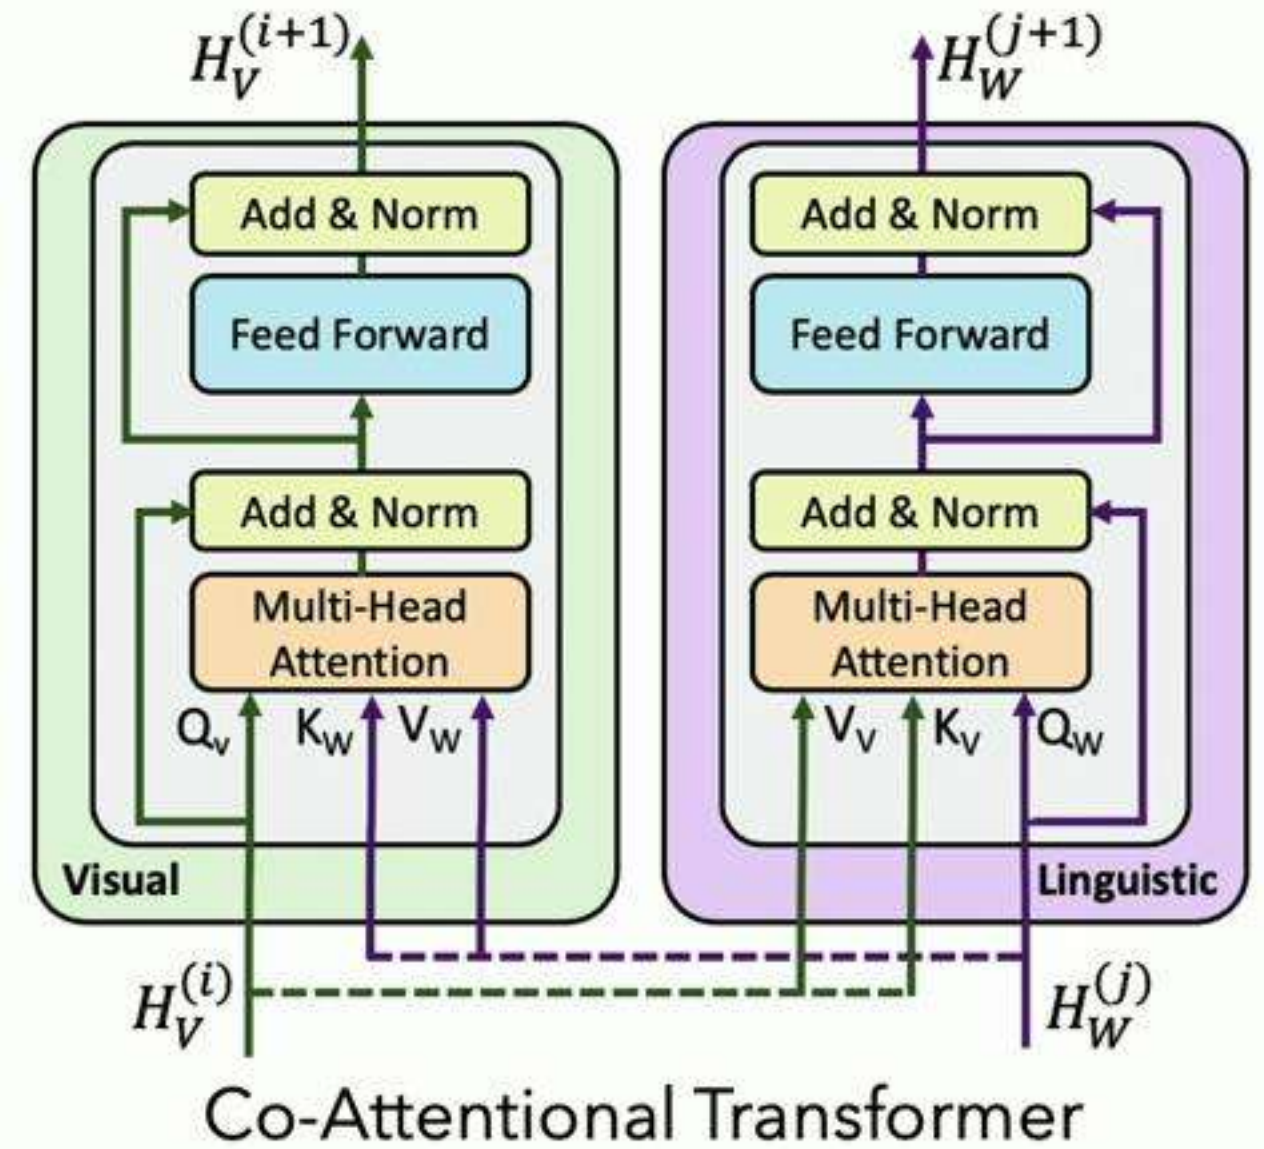 H_V^{(i+1)}
H_W^{(j+1)}
Add & Norm
Feed Forward
Add & Norm
Multi-Head
Attention
Q_v K_W V_W
Visual
Add & Norm
Feed Forward
Add & Norm
Multi-Head
Attention
V_V K_V Q_W
Linguistic
H_V^{(i)}
H_W^{(j)}
Co-Attentional Transformer